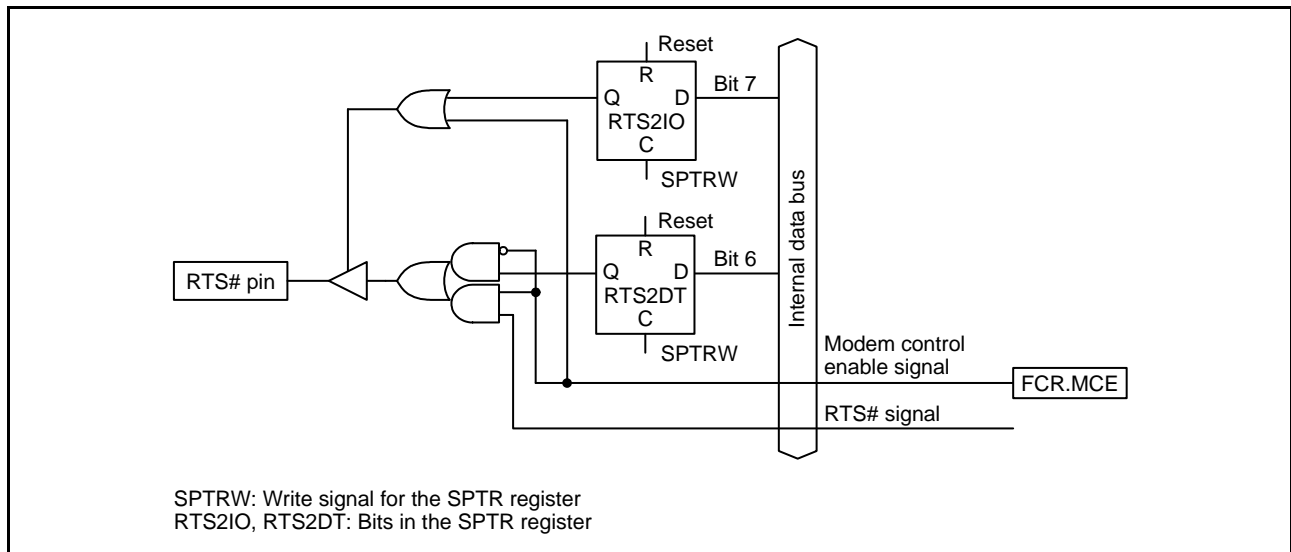 Reset
R
Bit 7
Q D
RTS2IO
C
SPTRW
Reset
R
Bit 6
Q D
RTS2DT
C
SPTRW
RTS# pin
Internal data bus
Modem control
enable signal
FCR.MCE
RTS# signal
SPTRW: Write signal for the SPTR register
RTS2IO, RTS2DT: Bits in the SPTR register